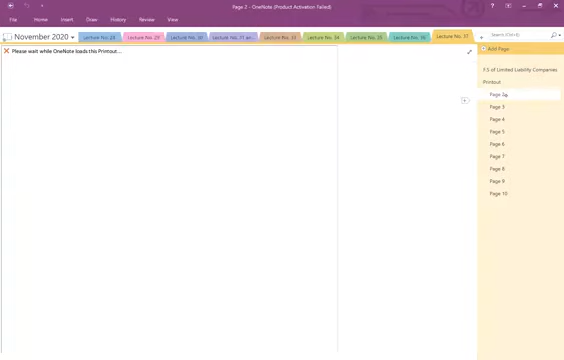 Page 2 - OneNote (Product Activation Failed)
File Home Insert Draw History Review View
November 2020 Lecture No. 29 Lecture No. 30 Lecture No. 31 an... Lecture No. 33 Lecture No. 34 Lecture No. 35 Lecture No. 36 Lecture No. 37 Search (Ctrl+E)
Please wait while OneNote loads this Printout...
Add Page
F.S of Limited Liability Companies
Printout
Page 2
Page 3
Page 4
Page 5
Page 6
Page 7
Page 8
Page 9
Page 10